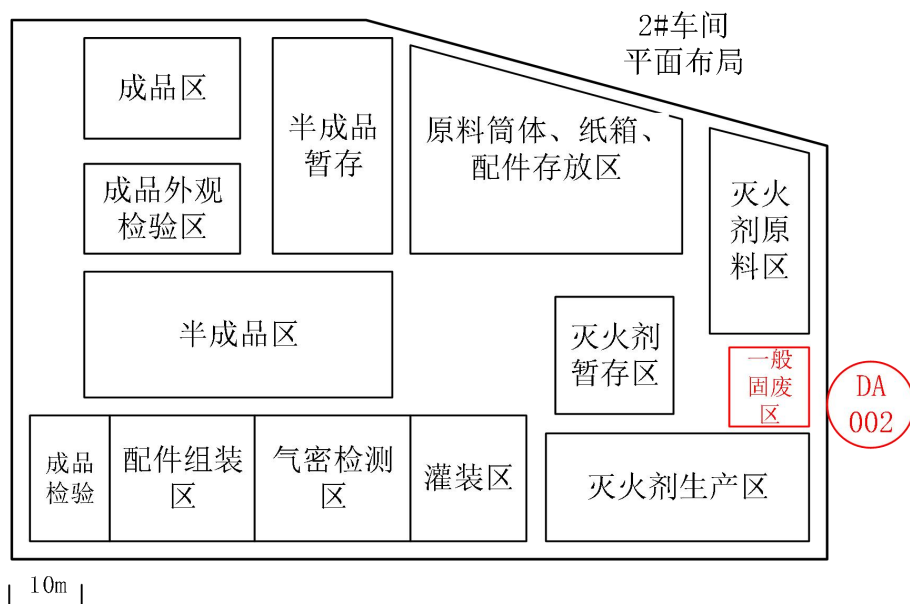 2#车间
平面布局
成品区
半成品
暂存
原料筒体、纸箱、
配件存放区
成品外观
检验区
灭火
剂原
料区
半成品区
灭火剂
暂存区
一般
固废
区
DA
002
成品
检验
配件组装
区
气密检测
区
灌装区
灭火剂生产区
10m